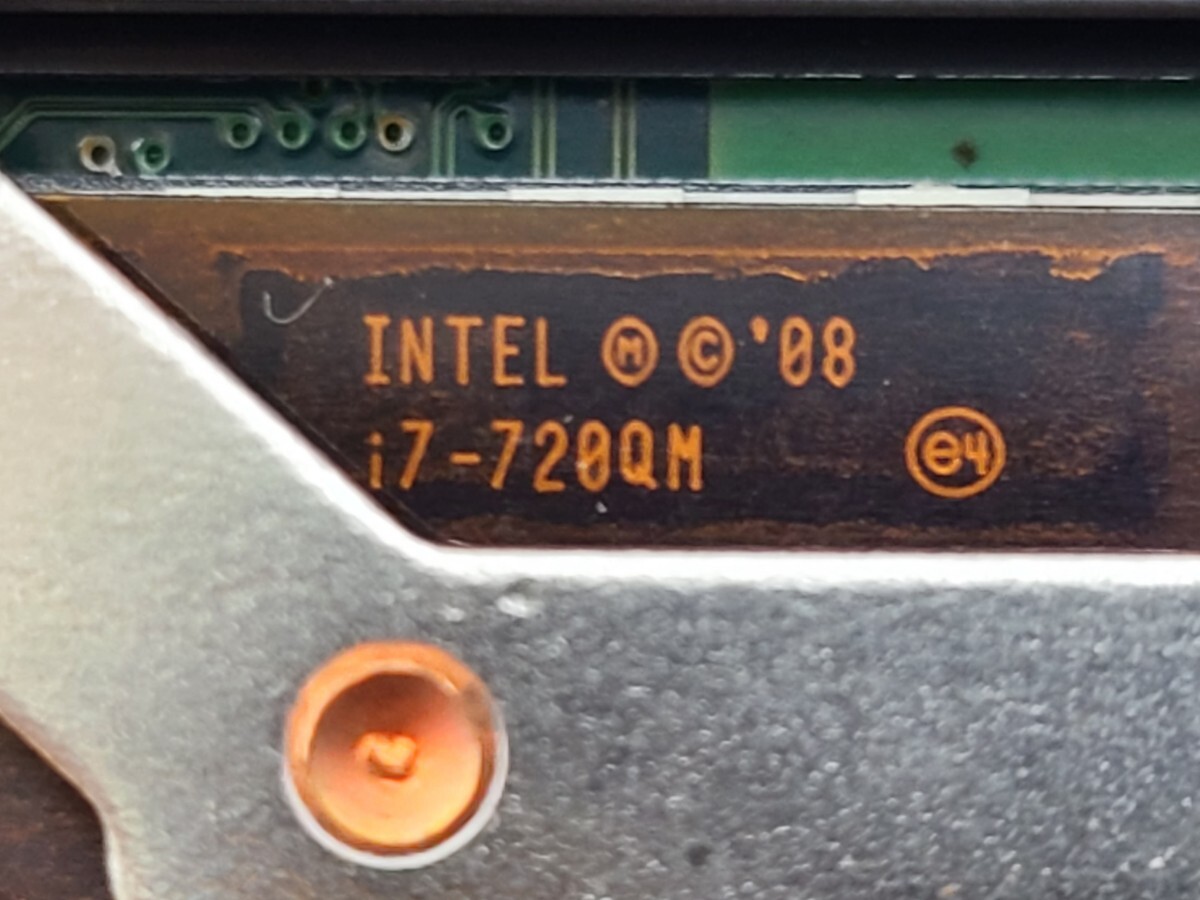 INTEL Ⓜ © '08
i7-720QM ⓔ4